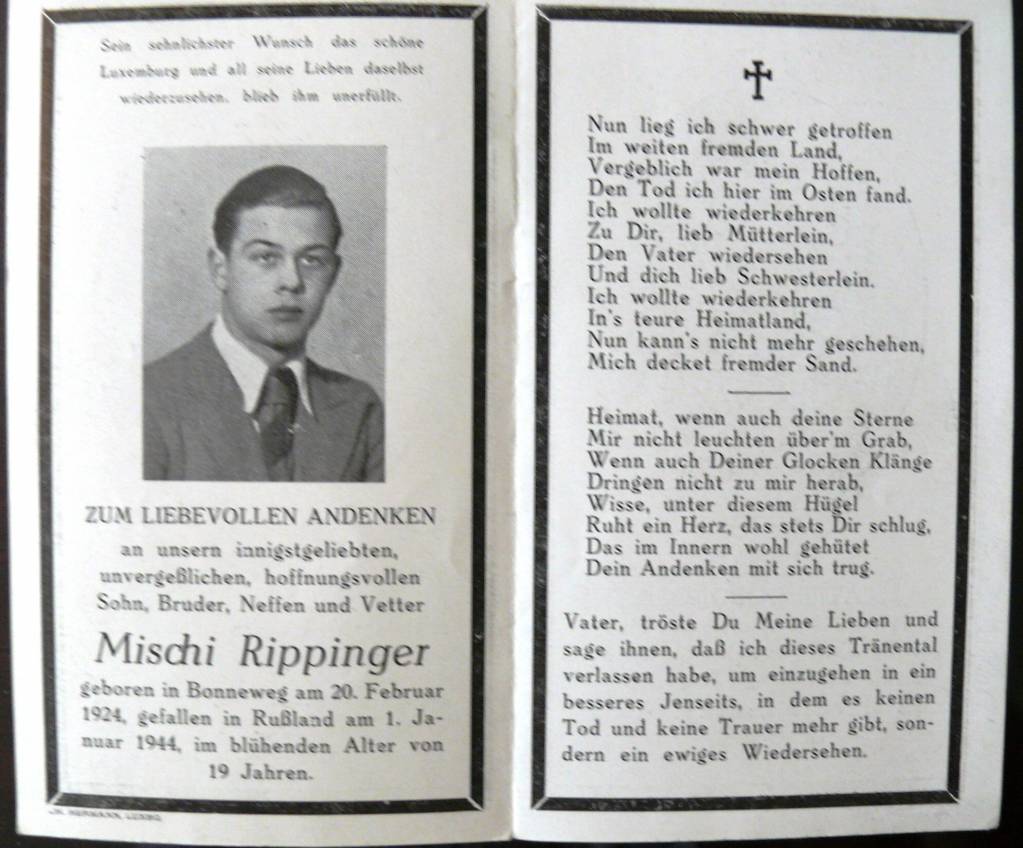 Sein sehnlichster Wunsch das schöne
Luxemburg und all seine Lieben daselbst
wiederzusehen, blieb ihm unerfüllt.
ZUM LIEBEVOLLEN ANDENKEN
an unsern innigstgeliebten,
unvergeßlichen, hoffnungsvollen
Sohn, Bruder, Neffen und Vetter
Mischi Rippinger
geboren in Bonneweg am 20. Februar
1924, gefallen in Rußland am 1. Ja-
nuar 1944, im blühenden Alter von
19 Jahren.
HERMANN, LUXBG.
Nun lieg ich schwer getroffen
Im weiten fremden Land,
Vergeblich war mein Hoffen,
Den Tod ich hier im Osten fand.
Ich wollte wiederkehren
Zu Dir, lieb Mütterlein,
Den Vater wiedersehen
Und dich lieb Schwesterlein.
Ich wollte wiederkehren
In's teure Heimatland,
Nun kann's nicht mehr geschehen,
Mich decket fremder Sand.
Heimat, wenn auch deine Sterne
Mir nicht leuchten über'm Grab,
Wenn auch Deiner Glocken Klänge
Dringen nicht zu mir herab,
Wisse, unter diesem Hügel
Ruht ein Herz, das stets Dir schlug,
Das im Innern wohl gehütet
Dein Andenken mit sich trug.
Vater, tröste Du Meine Lieben und
sage ihnen, daß ich dieses Tränental
verlassen habe, um einzugehen in ein
besseres Jenseits, in dem es keinen
Tod und keine Trauer mehr gibt, son-
dern ein ewiges Wiedersehen.